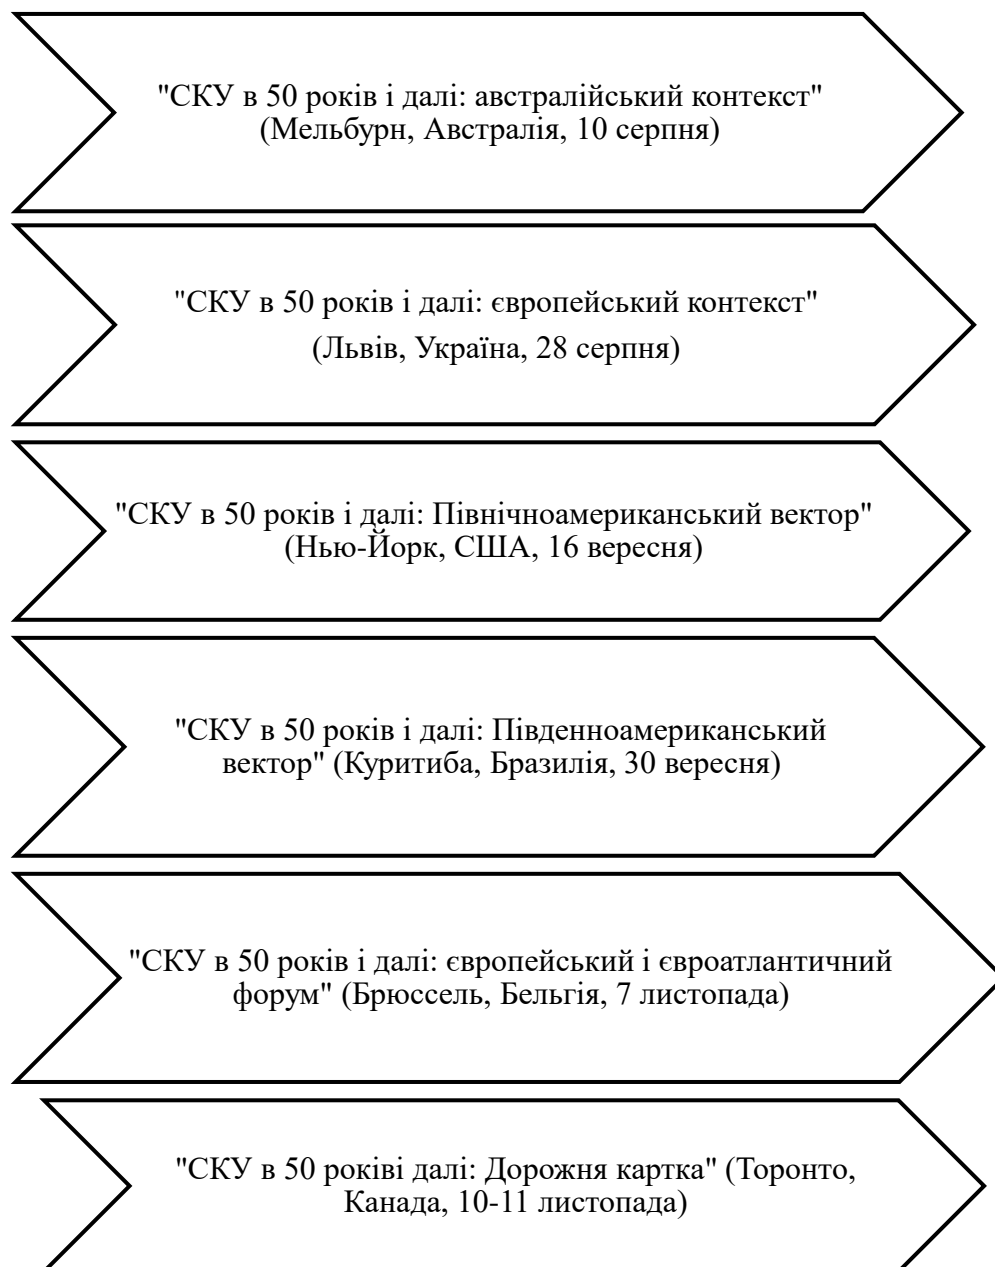 "СКУ в 50 років і далі: австралійський контекст"
(Мельбурн, Австралія, 10 серпня)
"СКУ в 50 років і далі: європейський контекст"
(Львів, Україна, 28 серпня)
"СКУ в 50 років і далі: Північноамериканський вектор"
(Нью-Йорк, США, 16 вересня)
"СКУ в 50 років і далі: Південноамериканський
вектор" (Куритиба, Бразилія, 30 вересня)
"СКУ в 50 років і далі: європейський і євроатлантичний
форум" (Брюссель, Бельгія, 7 листопада)
"СКУ в 50 роківі далі: Дорожня картка" (Торонто,
Канада, 10-11 листопада)